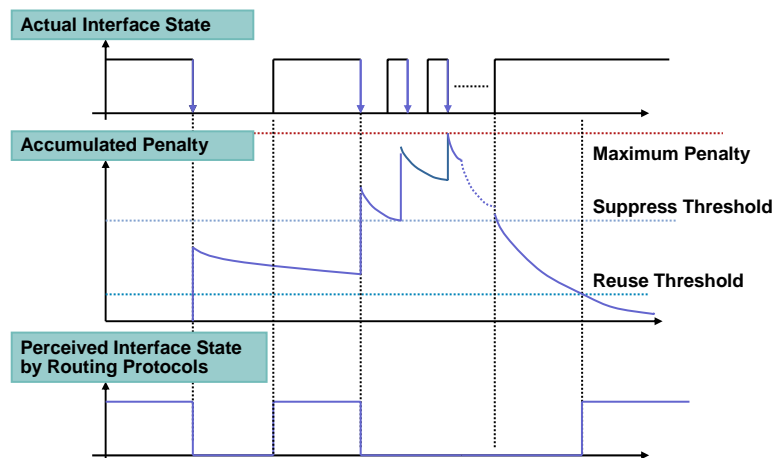 Actual Interface State
Accumulated Penalty
Maximum Penalty
Suppress Threshold
Reuse Threshold
Perceived Interface State
by Routing Protocols